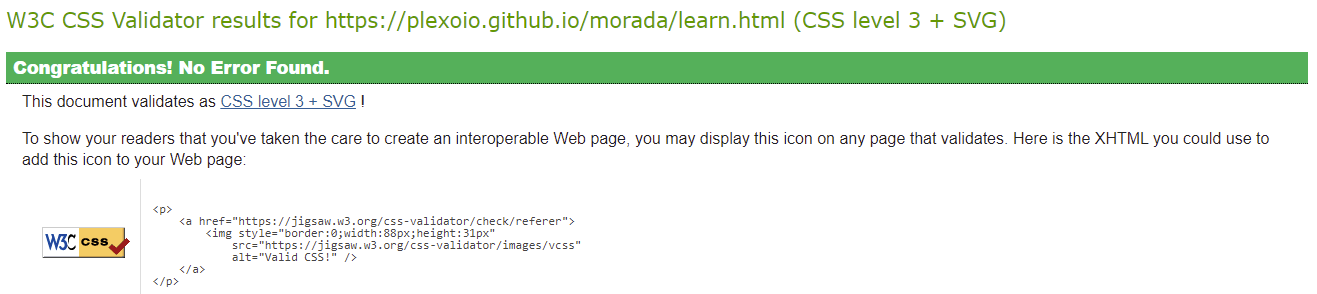 W3C CSS Validator results for https://plexoio.github.io/morada/learn.html (CSS level 3 + SVG)
Congratulations! No Error Found.
This document validates as CSS level 3 + SVG !
To show your readers that you've taken the care to create an interoperable Web page, you may display this icon on any page that validates. Here is the XHTML you could use to
add this icon to your Web page:
W3C css
<p>
<a href="https://jigsaw.w3.org/css-validator/check/referer">
<img style="border:0;width:88px;height:31px"
src="https://jigsaw.w3.org/css-validator/images/vcss"
alt="Valid CSS!" />
</a>
</p>